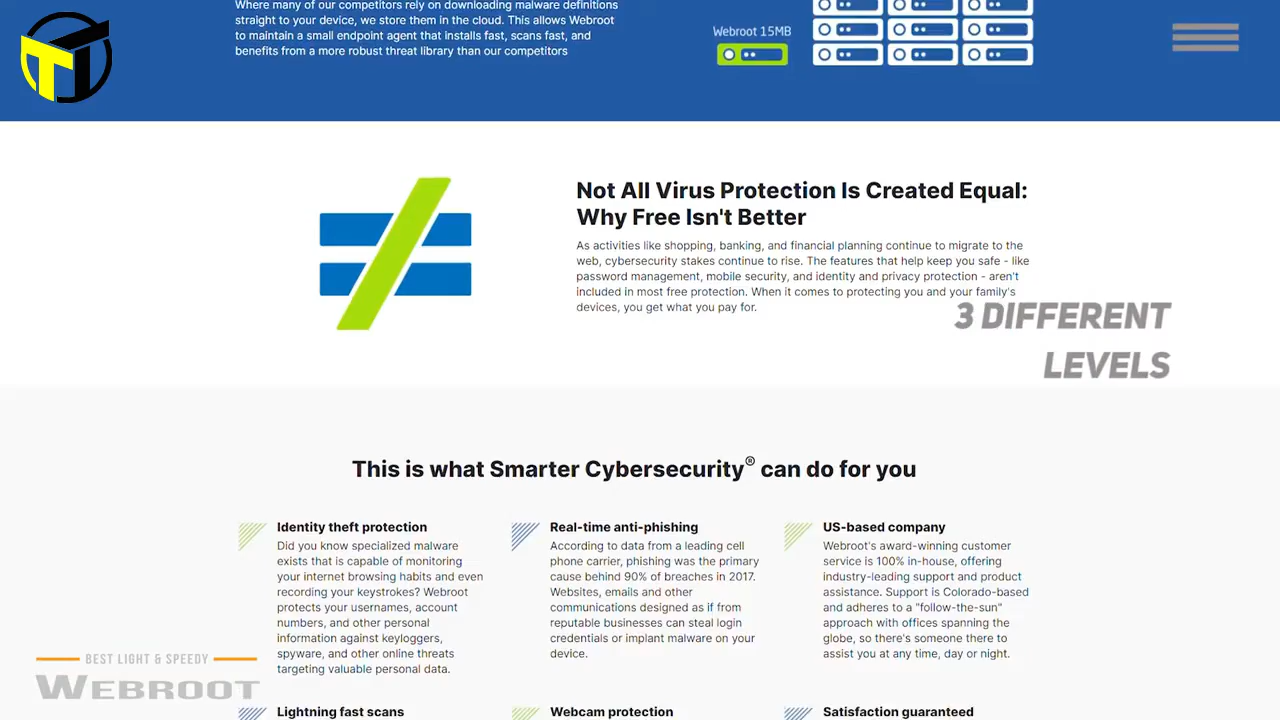 Where many of our competitors rely on downloading malware definitions
straight to your device, we store them in the cloud. This allows Webroot
to maintain a small endpoint agent that installs fast, scans fast, and
benefits from a more robust threat library than our competitors
Webroot 15MB
Not All Virus Protection Is Created Equal:
Why Free Isn't Better
As activities like shopping, banking, and financial planning continue to migrate to the
web, cybersecurity stakes continue to rise. The features that help keep you safe - like
password management, mobile security, and identity and privacy protection - aren't
included in most free protection. When it comes to protecting you and your family's
devices, you get what you pay for.
3 DIFFERENT
LEVELS
This is what Smarter Cybersecurity® can do for you
Identity theft protection
Did you know specialized malware
exists that is capable of monitoring
your internet browsing habits and even
recording your keystrokes? Webroot
protects your usernames, account
numbers, and other personal
information against keyloggers,
spyware, and other online threats
targeting valuable personal data.
Real-time anti-phishing
According to data from a leading cell
phone carrier, phishing was the primary
cause behind 90% of breaches in 2017.
Websites, emails and other
communications designed as if from
reputable businesses can steal login
credentials or implant malware on your
device.
US-based company
Webroot's award-winning customer
service is 100% in-house, offering
industry-leading support and product
assistance. Support is Colorado-based
and adheres to a "follow-the-sun"
approach with offices spanning the
globe, so there's someone there to
assist you at any time, day or night.
BEST LIGHT & SPEEDY
WEBROOT
Lightning fast scans
Webcam protection
Satisfaction guaranteed